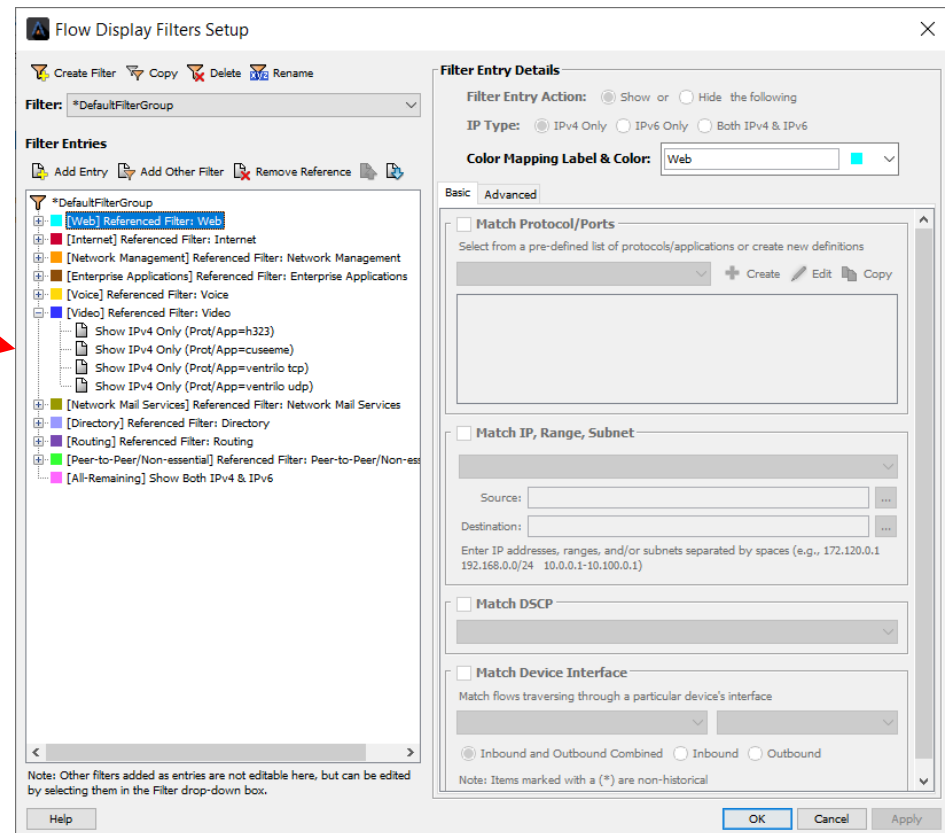 Flow Display Filters Setup
Create Filter Copy Delete Rename
Filter: *DefaultFilterGroup
Filter Entries
Add Entry Add Other Filter Remove Reference
*DefaultFilterGroup
[Web] Referenced Filter: Web
[Internet] Referenced Filter: Internet
[Network Management] Referenced Filter: Network Management
[Enterprise Applications] Referenced Filter: Enterprise Applications
[Voice] Referenced Filter: Voice
[Video] Referenced Filter: Video
Show IPv4 Only (Prot/App=h323)
Show IPv4 Only (Prot/App=cuseeme)
Show IPv4 Only (Prot/App=ventrilo tcp)
Show IPv4 Only (Prot/App=ventrilo udp)
[Network Mail Services] Referenced Filter: Network Mail Services
[Directory] Referenced Filter: Directory
[Routing] Referenced Filter: Routing
[Peer-to-Peer/Non-essential] Referenced Filter: Peer-to-Peer/Non-ess
[All-Remaining] Show Both IPv4 & IPv6
Note: Other filters added as entries are not editable here, but can be edited
by selecting them in the Filter drop-down box.
Filter Entry Details
Filter Entry Action: Show or Hide the following
IP Type: IPv4 Only IPv6 Only Both IPv4 & IPv6
Color Mapping Label & Color: Web
Basic Advanced
Match Protocol/Ports
Select from a pre-defined list of protocols/applications or create new definitions
Create Edit Copy
Match IP, Range, Subnet
Source: ...
Destination: ...
Enter IP addresses, ranges, and/or subnets separated by spaces (e.g., 172.120.0.1
192.168.0.0/24 10.0.0.1-10.100.0.1)
Match DSCP
Match Device Interface
Match flows traversing through a particular device's interface
Inbound and Outbound Combined Inbound Outbound
Note: Items marked with a (*) are non-historical
Help OK Cancel Apply